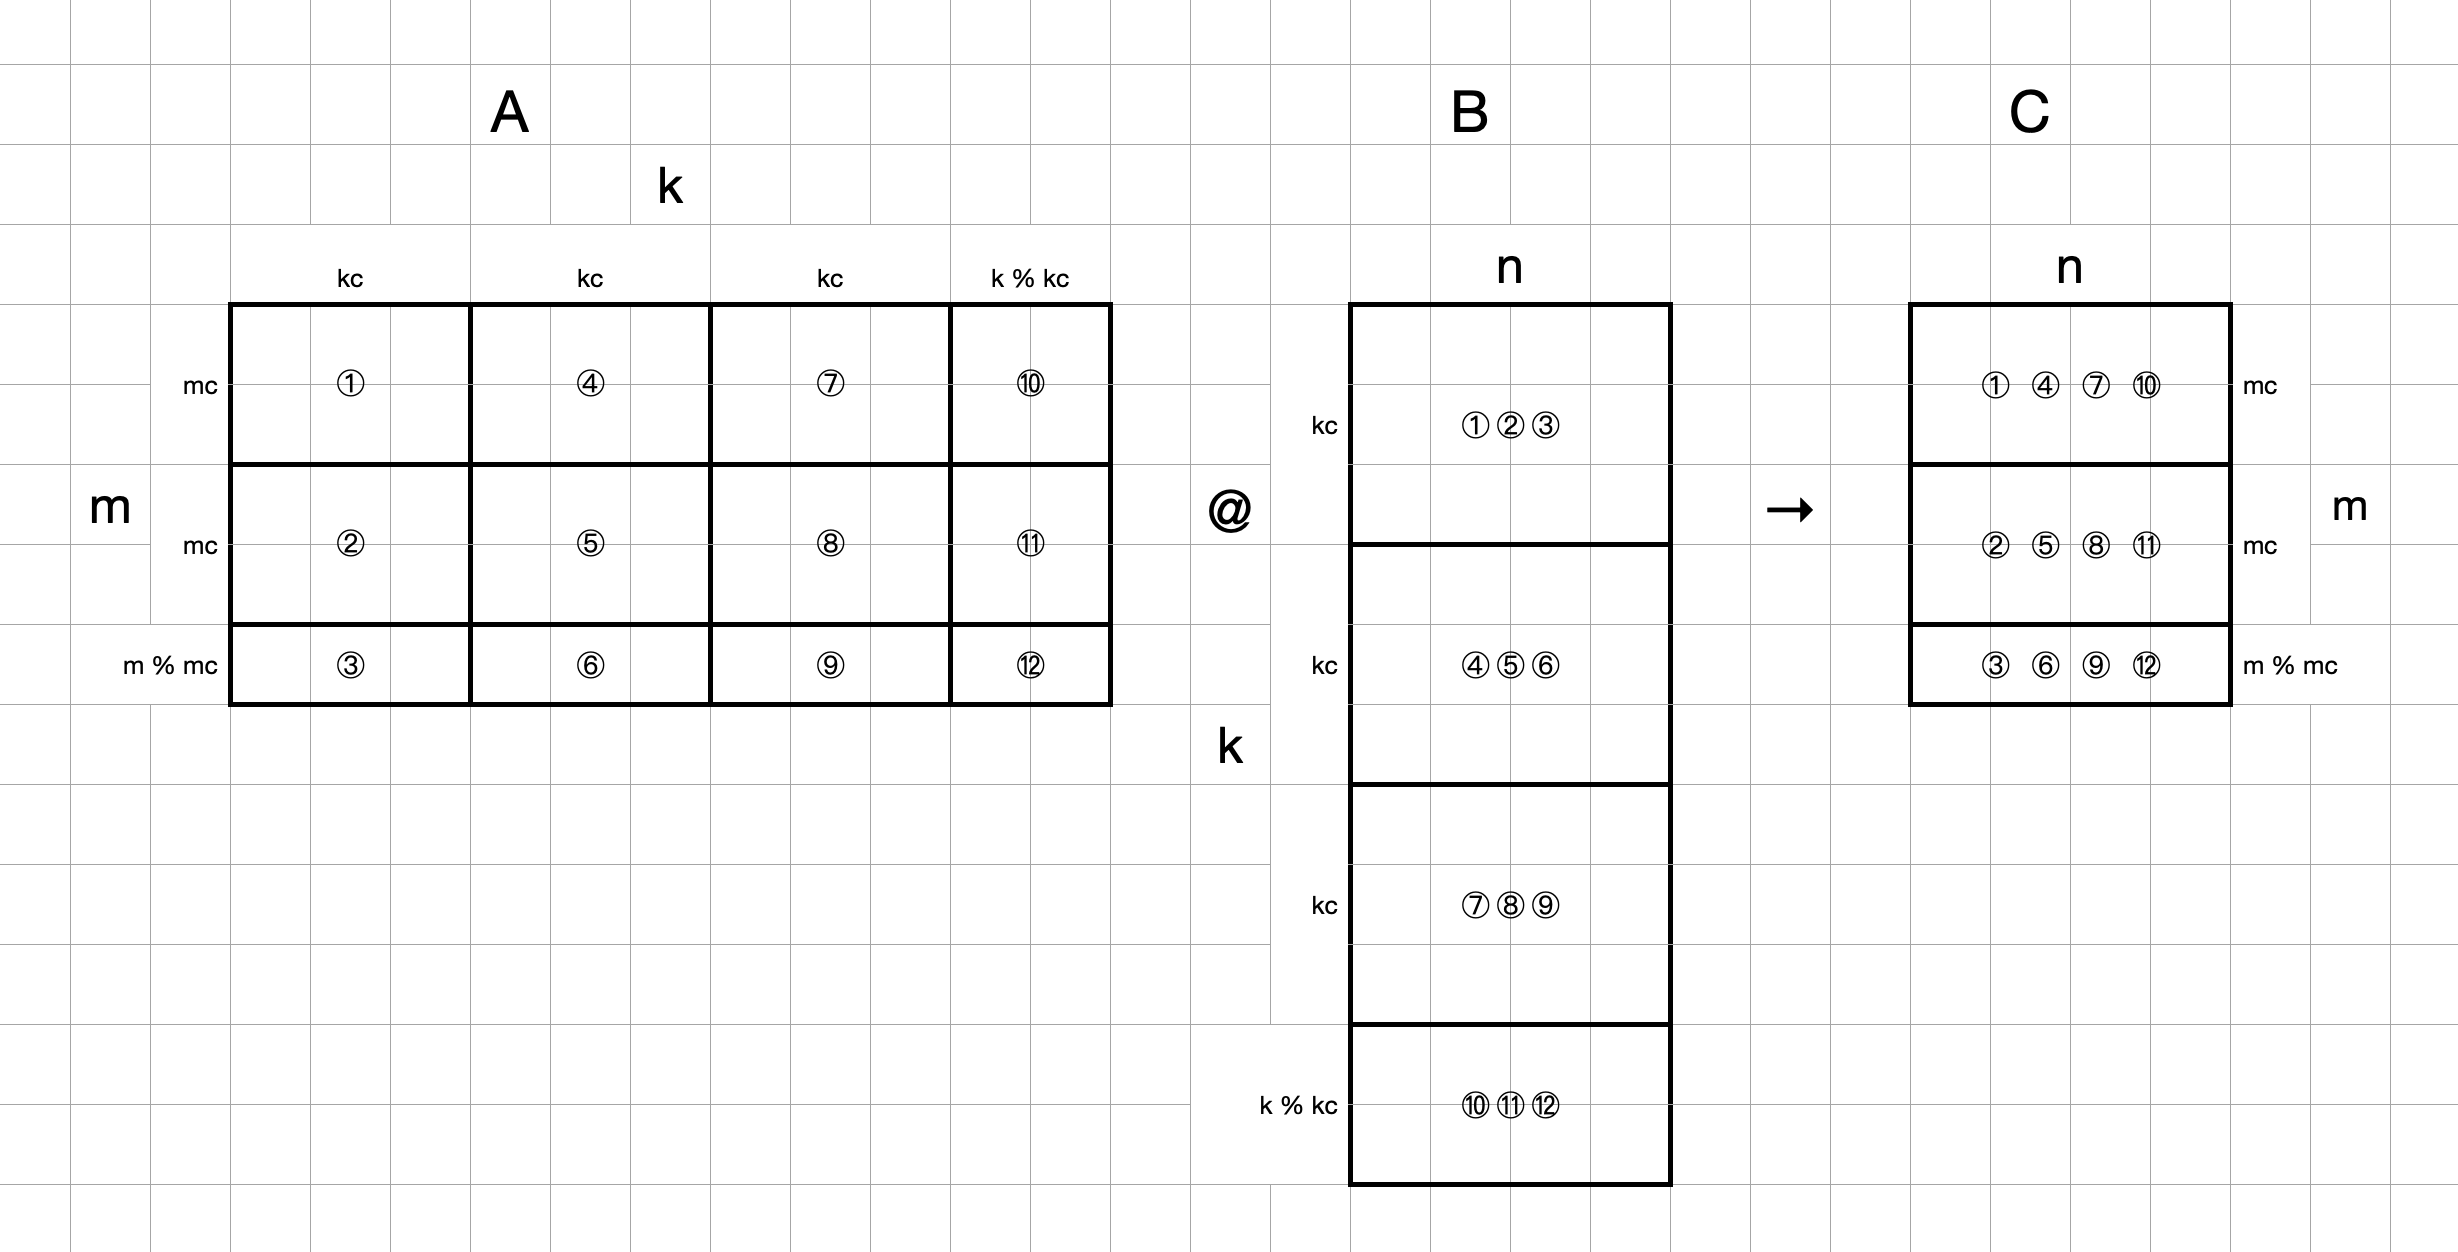 A B C
k
n n
kc kc kc k % kc
mc ① ④ ⑦ ⑩ ① ④ ⑦ ⑩ mc
kc ①②③
m @ → m
mc ② ⑤ ⑧ ⑪ ② ⑤ ⑧ ⑪ mc
m % mc ③ ⑥ ⑨ ⑫ kc ④⑤⑥ ③ ⑥ ⑨ ⑫ m % mc
k
kc ⑦⑧⑨
k % kc ⑩⑪⑫